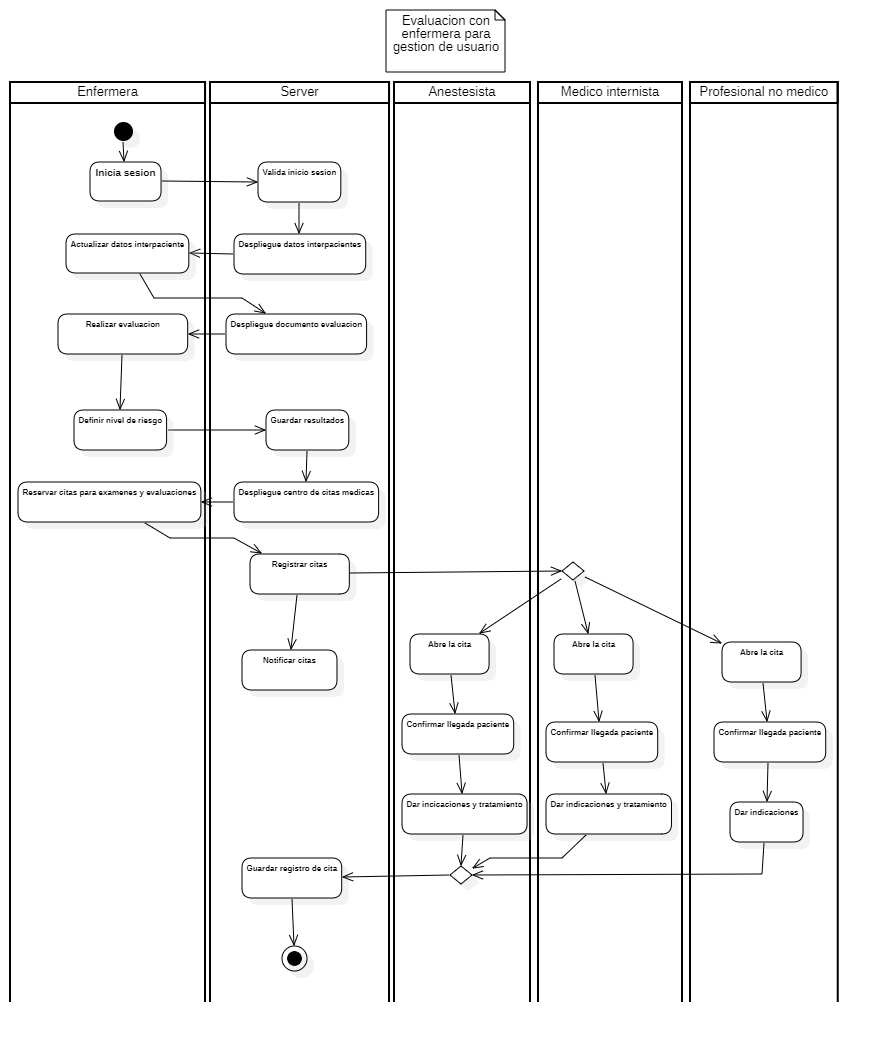 Evaluacion con
enfermera para
gestion de usuario
Enfermera
Server
Anestesista
Medico internista
Profesional no medico
Inicia sesion
Valida inicio sesion
Actualizar datos interpaciente
Despliegue datos interpacientes
Realizar evaluacion
Despliegue documento evaluacion
Definir nivel de riesgo
Guardar resultados
Reservar citas para examenes y evaluaciones
Despliegue centro de citas medicas
Registrar citas
Notificar citas
Abre la cita
Abre la cita
Abre la cita
Confirmar llegada paciente
Confirmar llegada paciente
Confirmar llegada paciente
Dar incicaciones y tratamiento
Dar indicaciones y tratamiento
Dar indicaciones
Guardar registro de cita